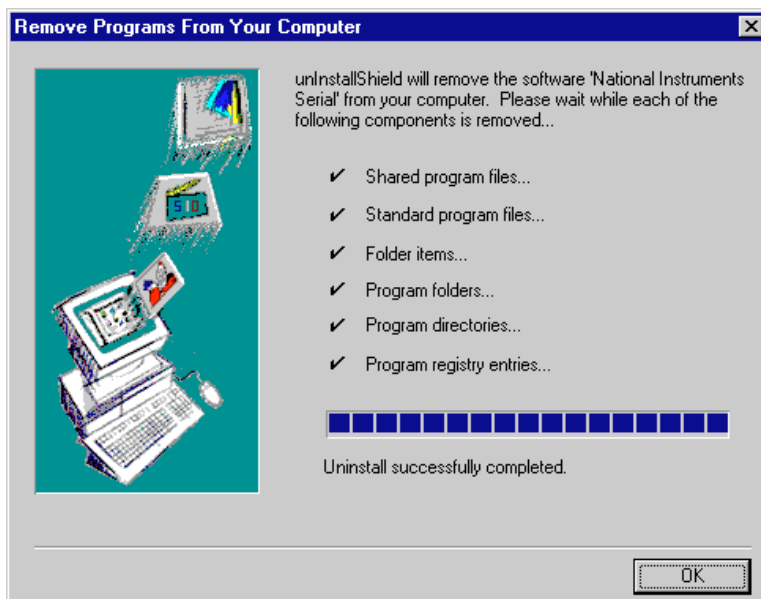 Remove Programs From Your Computer
unInstallShield will remove the software 'National Instruments
Serial' from your computer.  Please wait while each of the
following components is removed...
Shared program files...
Standard program files...
Folder items...
Program folders...
Program directories...
Program registry entries...
Uninstall successfully completed.
OK